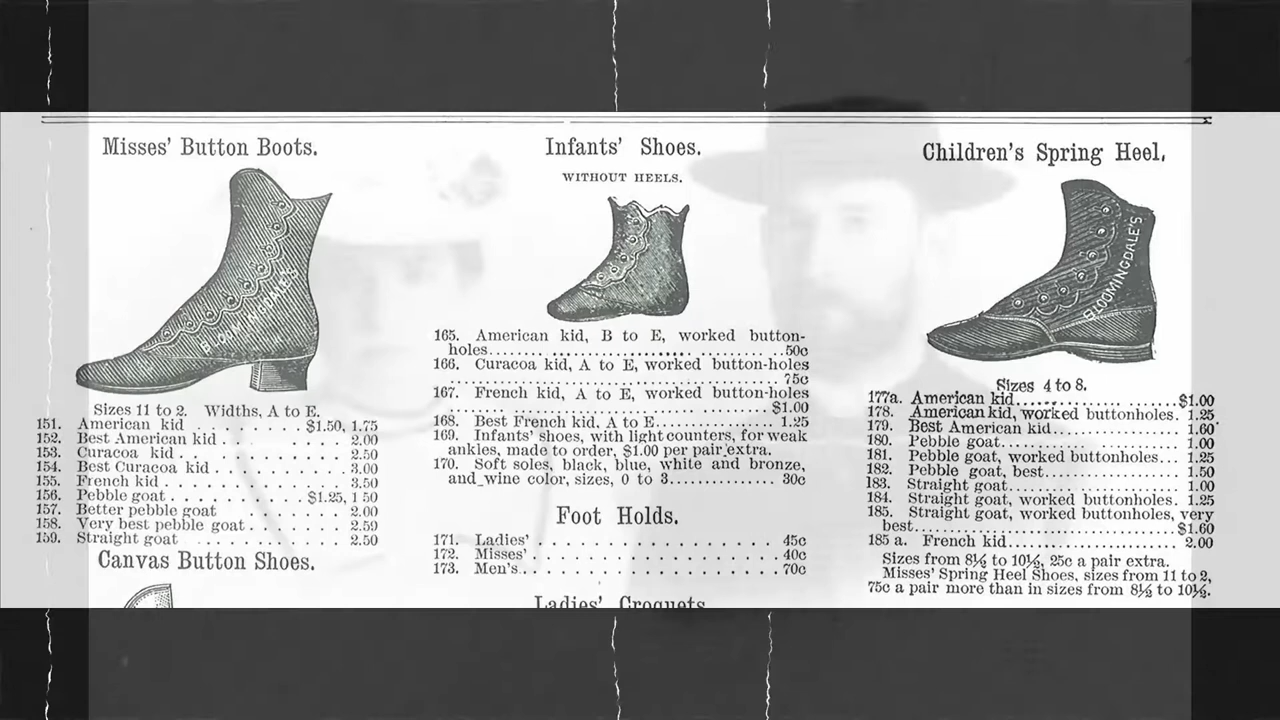 Misses' Button Boots.
BLOOMINGDALE'S
Sizes 11 to 2. Widths, A to E.
151. American kid . . . . . . . . $1.50, 1.75
152. Best American kid . . . . . . . . . . 2.00
153. Curacoa kid . . . . . . . . . . . . . 2.50
154. Best Curacoa kid . . . . . . . . . . 3.00
155. French kid . . . . . . . . . . . . . . 3.50
156. Pebble goat . . . . . . . . . . $1.25, 1 50
157. Better pebble goat 2.00
158. Very best pebble goat . . . . . . . . 2.50
159. Straight goat . . . . . . . . . . . . 2.50
Canvas Button Shoes.
Infants' Shoes.
WITHOUT HEELS.
165. American kid, B to E, worked button-
holes.......................................50c
166. Curacoa kid, A to E, worked button-holes
.......................................75c
167. French kid, A to E, worked button-holes
.......................................$1.00
168. Best French kid, A to E.................1.25
169. Infants' shoes, with light counters, for weak
ankles, made to order, $1.00 per pair extra.
170. Soft soles, black, blue, white and bronze,
and wine color, sizes, 0 to 3............... 30c
Foot Holds.
171. Ladies' . . . . . . . . . . . . . . . . . 45c
172. Misses' . . . . . . . . . . . . . . . . . 40c
173. Men's. . . . . . . . . . . . . . . . . . 70c
Ladies' Croquets
Children's Spring Heel,
BLOOMINGDALE'S
Sizes 4 to 8.
177a. American kid........................$1.00
178. American kid, worked buttonholes. 1.25
179. Best American kid.................... 1.60
180. Pebble goat........................... 1.00
181. Pebble goat, worked buttonholes... 1.25
182. Pebble goat, best..................... 1.50
183. Straight goat......................... 1.00
184. Straight goat, worked buttonholes. 1.25
185. Straight goat, worked buttonholes, very
best.......................................$1.60
185 a. French kid......................... 2.00
Sizes from 8½ to 10½, 25c a pair extra.
Misses' Spring Heel Shoes, sizes from 11 to 2,
75c a pair more than in sizes from 8½ to 10½.